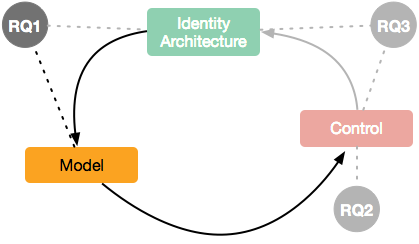 RQ1
Identity
Architecture
RQ3
Control
Model
RQ2